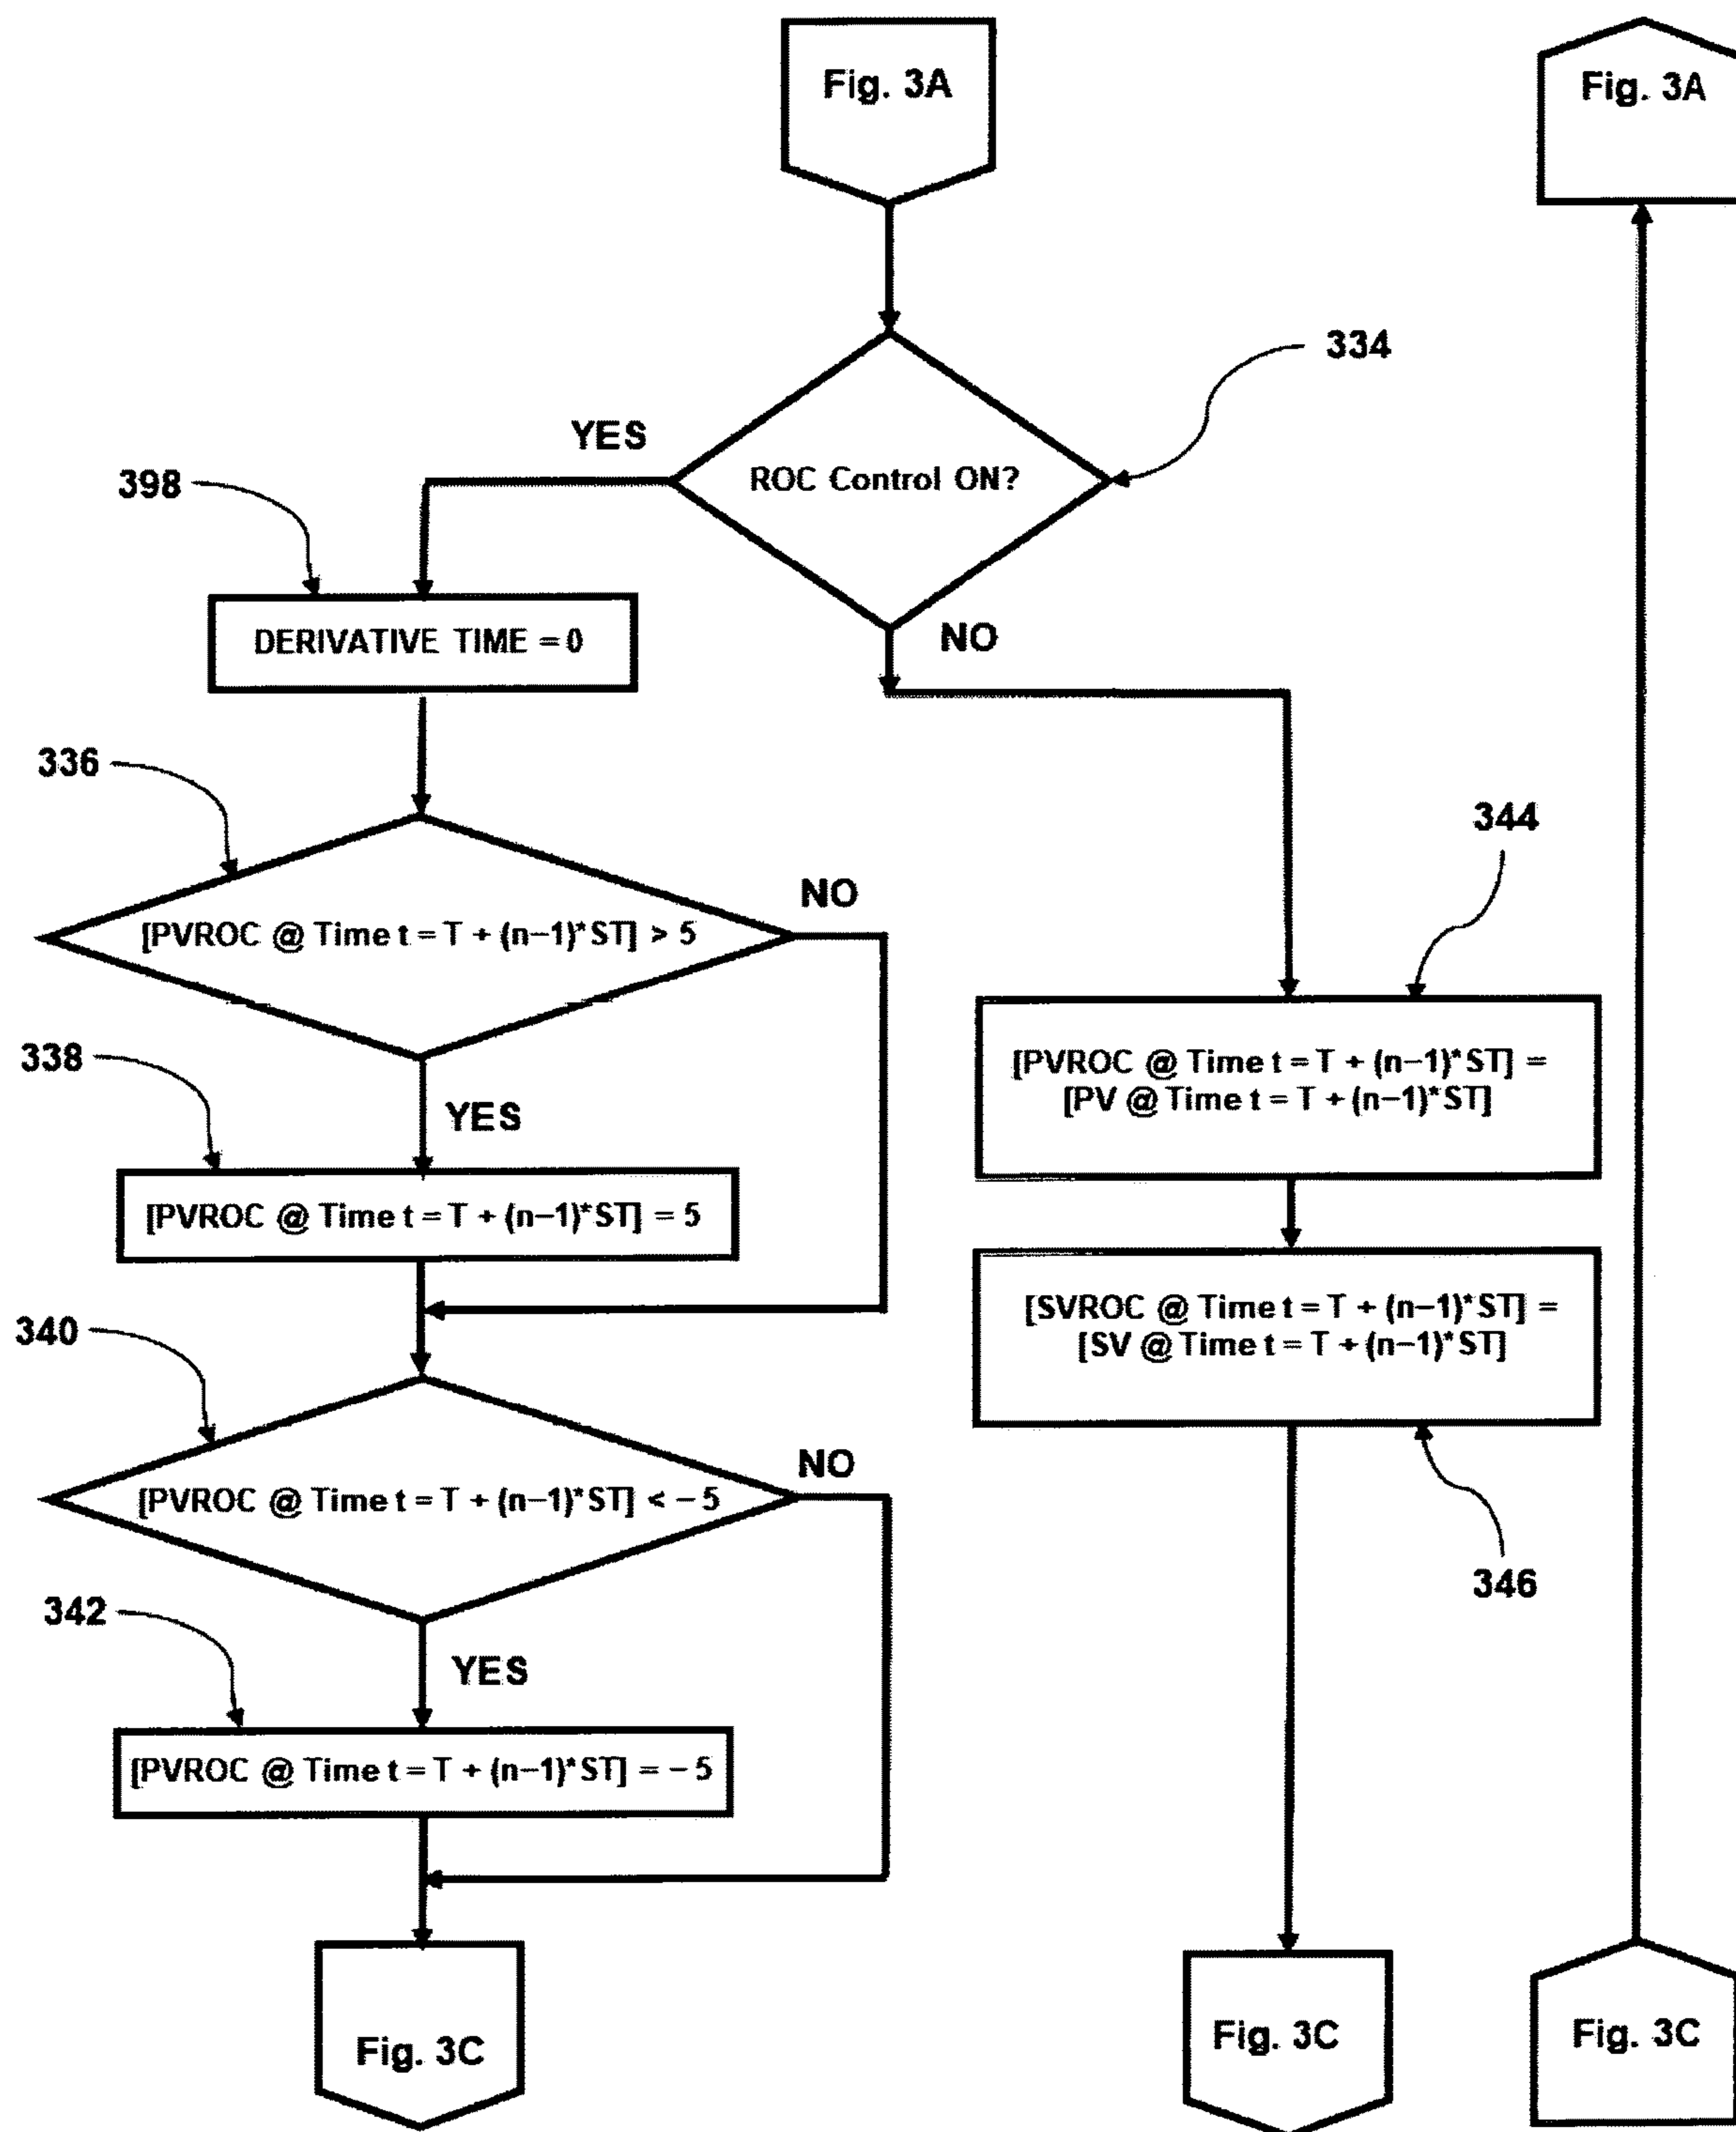 Fig. 3A
Fig. 3A
334
YES
ROC Control ON?
398
NO
DERIVATIVE TIME = 0
336
344
NO
[PVROC @ Time t = T + (n–1)*ST] > 5
338
[PVROC @ Time t = T + (n–1)*ST] =
[PV @ Time t = T + (n–1)*ST]
YES
[PVROC @ Time t = T + (n–1)*ST] = 5
340
[SVROC @ Time t = T + (n–1)*ST] =
[SV @ Time t = T + (n–1)*ST]
NO
[PVROC @ Time t = T + (n–1)*ST] < – 5
346
342
YES
[PVROC @ Time t = T + (n–1)*ST] = – 5
Fig. 3C
Fig. 3C
Fig. 3C